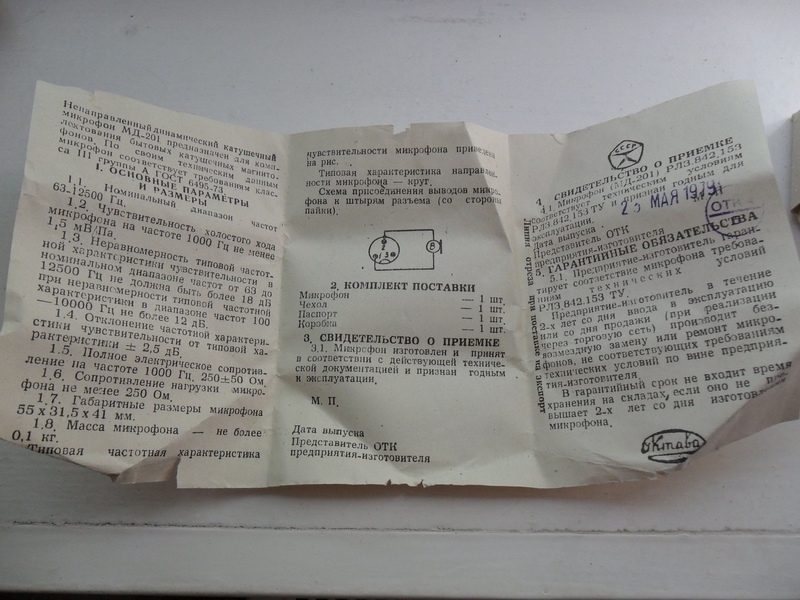 Ненаправленный динамический катушечный
микрофон МД-201 предназначен для комп-
лектования бытовых катушечных магнито-
фонов. По своим техническим данным
микрофон соответствует требованиям клас-
са III группы А ГОСТ 6495-73.
1. ОСНОВНЫЕ ПАРАМЕТРЫ
И РАЗМЕРЫ
1.1. Номинальный диапазон частот
63-12500 Гц.
1.2. Чувствительность холостого хода
микрофона на частоте 1000 Гц не менее
1,5 мВ/Па.
1.3. Неравномерность типовой частот-
ной характеристики чувствительности в
номинальном диапазоне частот от 63 до
12500 Гц не должна быть более 18 дБ
при неравномерности типовой частотной
характеристики в диапазоне частот 100
—10000 Гц не более 12 дБ.
1.4. Отклонение частотной характери-
стики чувствительности от типовой ха-
рактеристики ± 2,5 дБ.
1.5. Полное электрическое сопротив-
ление на частоте 1000 Гц, 250±50 Ом.
1.6. Сопротивление нагрузки микро-
фона не менее 250 Ом.
1.7. Габаритные размеры микрофона
55х31,5х41 мм.
1.8. Масса микрофона — не более
0,1 кг.
Типовая частотная характеристика
чувствительности микрофона приведена
на рис.
Типовая характеристика направлен-
ности микрофона — круг.
Схема присоединения выводов микро-
фона к штырям разъема (со стороны
пайки).
2. КОМПЛЕКТ ПОСТАВКИ
Микрофон — 1 шт.
Чехол — 1 шт.
Паспорт — 1 шт.
Коробка — 1 шт.
3. СВИДЕТЕЛЬСТВО О ПРИЕМКЕ
3.1. Микрофон изготовлен и принят
в соответствии с действующей техниче-
ской документацией и признан годным
к эксплуатации.
М. П.
Дата выпуска
Представитель ОТК
предприятия-изготовителя
Линия отреза при поставке на экспорт
СССР
4. СВИДЕТЕЛЬСТВО О ПРИЕМКЕ
4.1. Микрофон (МД-201) РЛ3.842.153
соответствует техническим условиям
РЛ3.842.153 ТУ и признан годным для
эксплуатации.
Дата выпуска МАЙ 1979
Представитель ОТК
предприятия-изготовителя
ОТК
5. ГАРАНТИЙНЫЕ ОБЯЗАТЕЛЬСТВА
5.1. Предприятие-изготовитель гаран-
тирует соответствие микрофона требова-
ниям технических условий
РЛ3.842.153 ТУ.
Предприятие-изготовитель в течение
2-х лет со дня ввода в эксплуатацию
или со дня продажи (при реализации
через торговую сеть) производит без-
возмездную замену или ремонт микро-
фонов, не соответствующих требованиям
технических условий по вине предприя-
тия-изготовителя.
В гарантийный срок не входит время
хранения на складах, если оно не пре-
вышает 2-х лет со дня изготовления
микрофона.
Октава